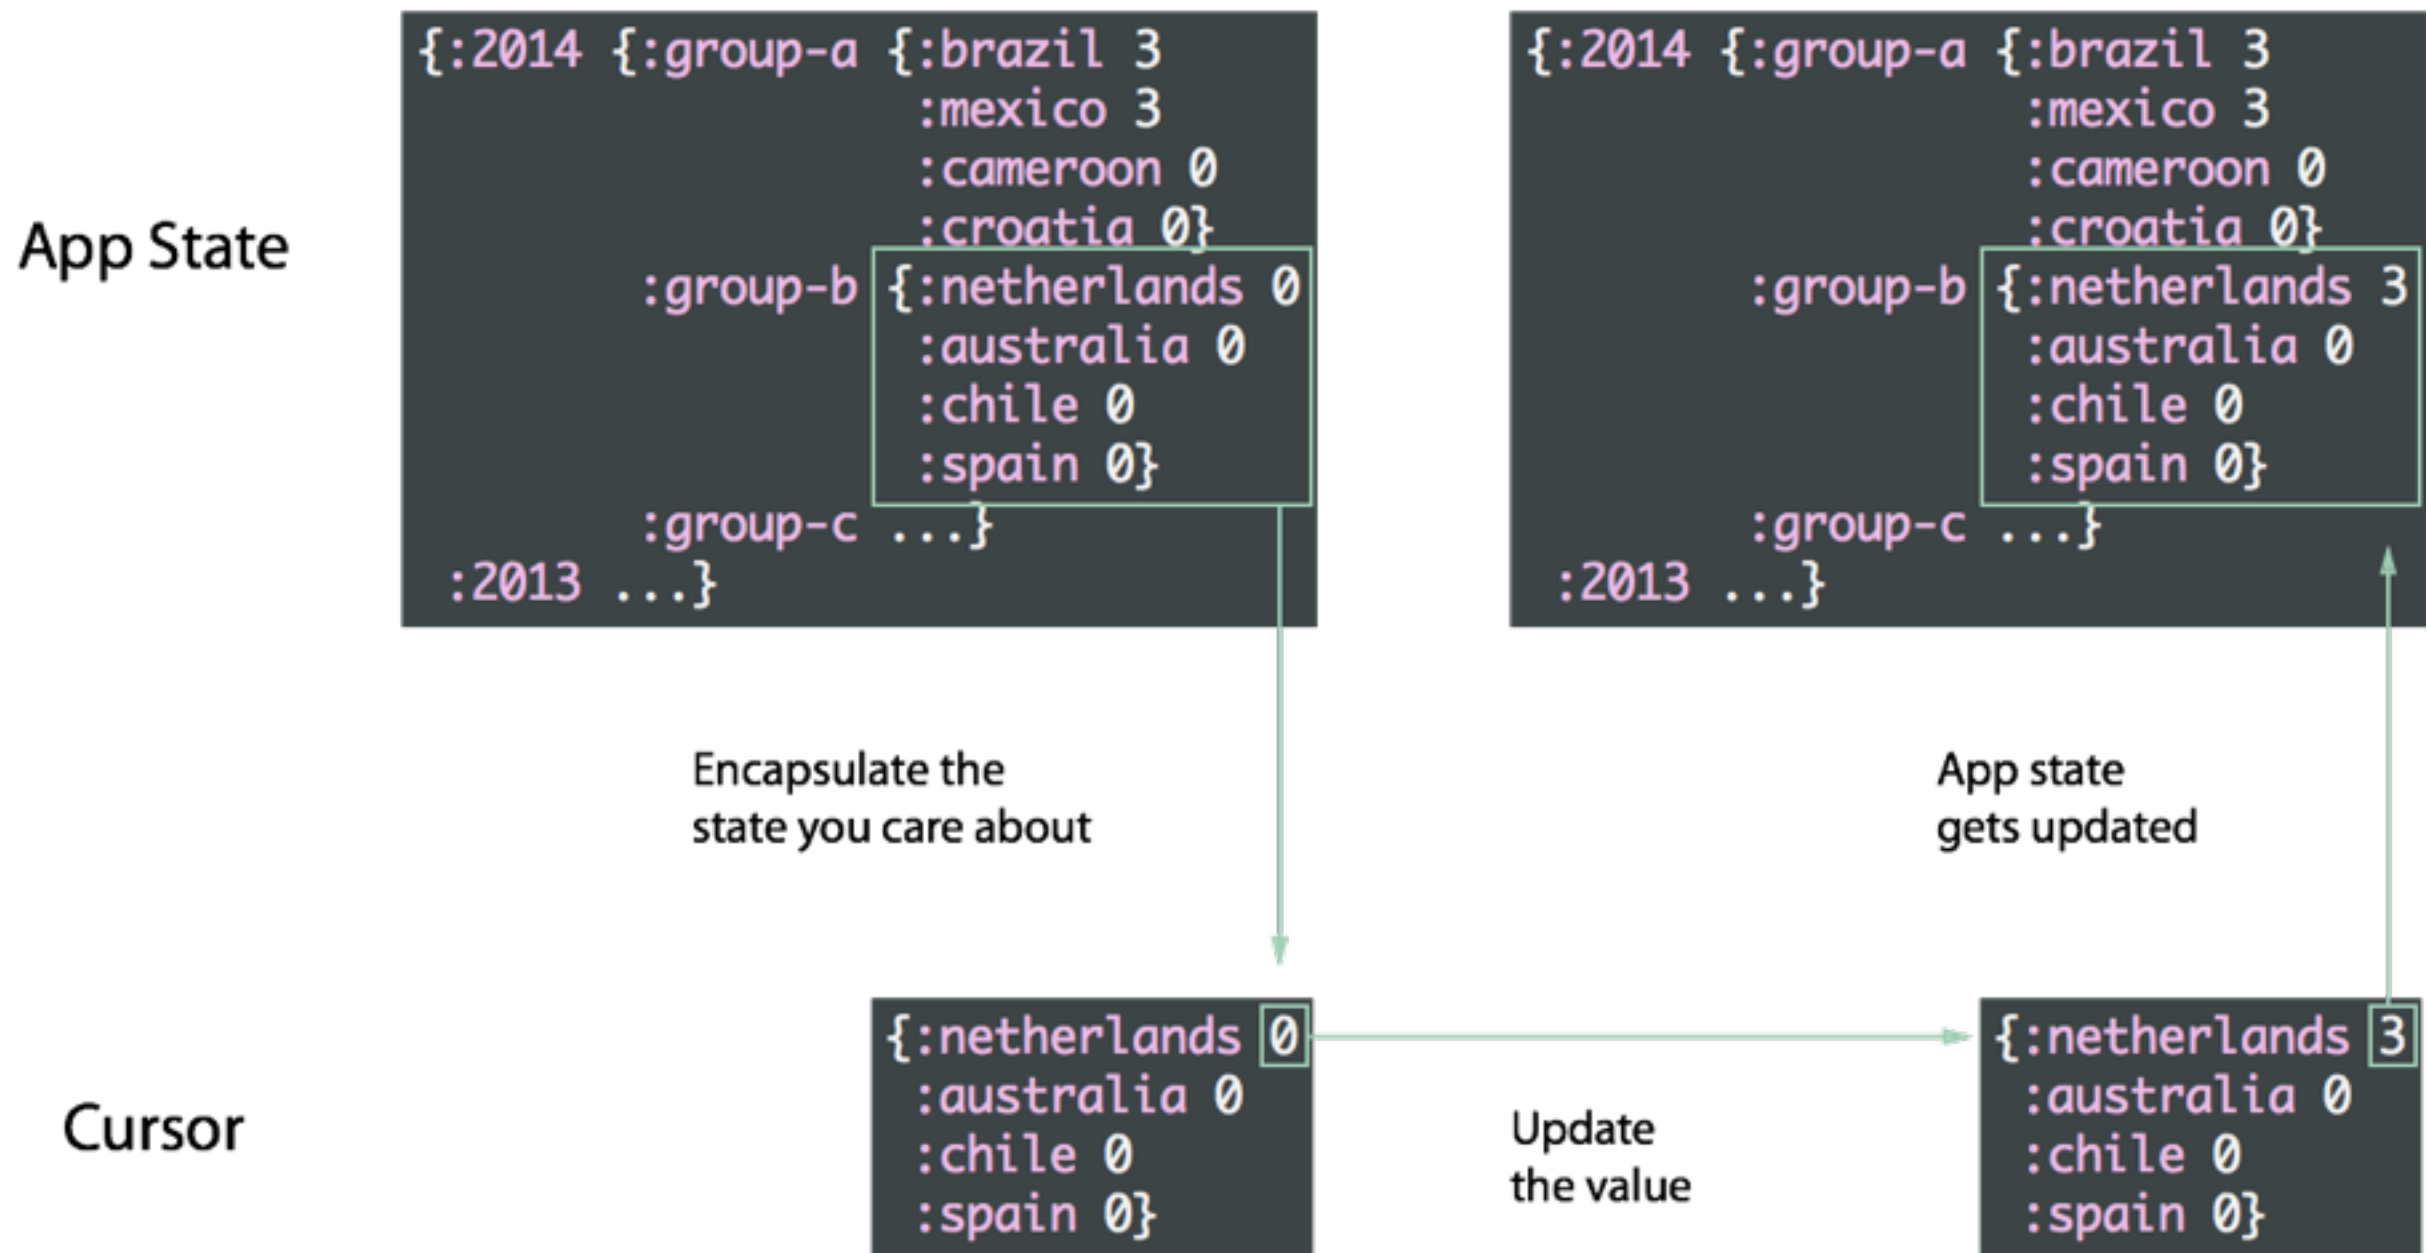 App State
{:2014 {:group-a {:brazil 3
:mexico 3
:cameroon 0
:croatia 0}
:group-b {:netherlands 0
:australia 0
:chile 0
:spain 0}
:group-c ...}
:2013 ...}
{:2014 {:group-a {:brazil 3
:mexico 3
:cameroon 0
:croatia 0}
:group-b {:netherlands 3
:australia 0
:chile 0
:spain 0}
:group-c ...}
:2013 ...}
Encapsulate the
state you care about
App state
gets updated
Cursor
{:netherlands 0
:australia 0
:chile 0
:spain 0}
Update
the value
{:netherlands 3
:australia 0
:chile 0
:spain 0}